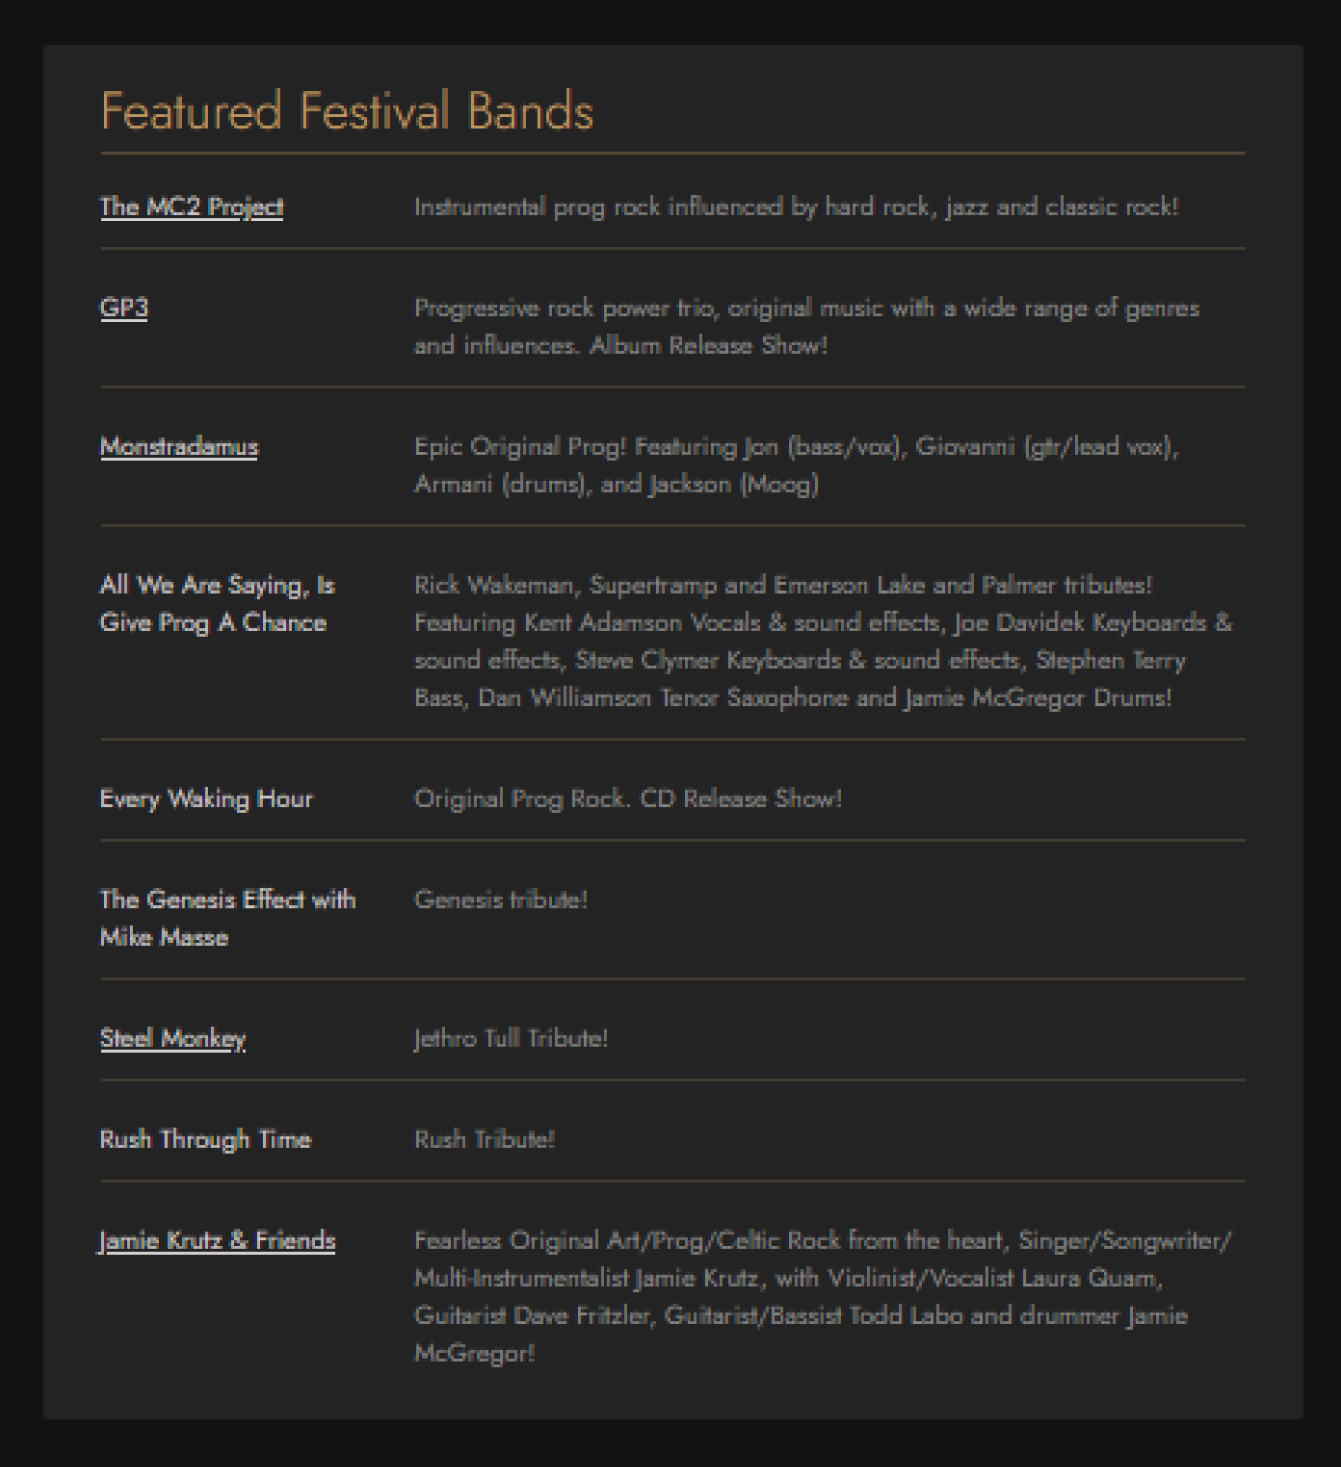 Featured Festival Bands
The MC2 Project
Instrumental prog rock influenced by hard rock, jazz and classic rock!
GP3
Progressive rock power trio, original music with a wide range of genres
and influences. Album Release Show!
Monstradamus
Epic Original Prog! Featuring Jon (bass/vox), Giovanni (gtr/lead vox),
Armani (drums), and Jackson (Moog)
All We Are Saying, Is
Give Prog A Chance
Rick Wakeman, Supertramp and Emerson Lake and Palmer tributes!
Featuring Kent Adamson Vocals & sound effects, Joe Davidek Keyboards &
sound effects, Steve Clymer Keyboards & sound effects, Stephen Terry
Bass, Dan Williamson Tenor Saxophone and Jamie McGregor Drums!
Every Waking Hour
Original Prog Rock. CD Release Show!
The Genesis Effect with
Mike Masse
Genesis tribute!
Steel Monkey
Jethro Tull Tribute!
Rush Through Time
Rush Tribute!
Jamie Krutz & Friends
Fearless Original Art/Prog/Celtic Rock from the heart, Singer/Songwriter/
Multi-Instrumentalist Jamie Krutz, with Violinist/Vocalist Laura Quam,
Guitarist Dave Fritzler, Guitarist/Bassist Todd Labo and drummer Jamie
McGregor!